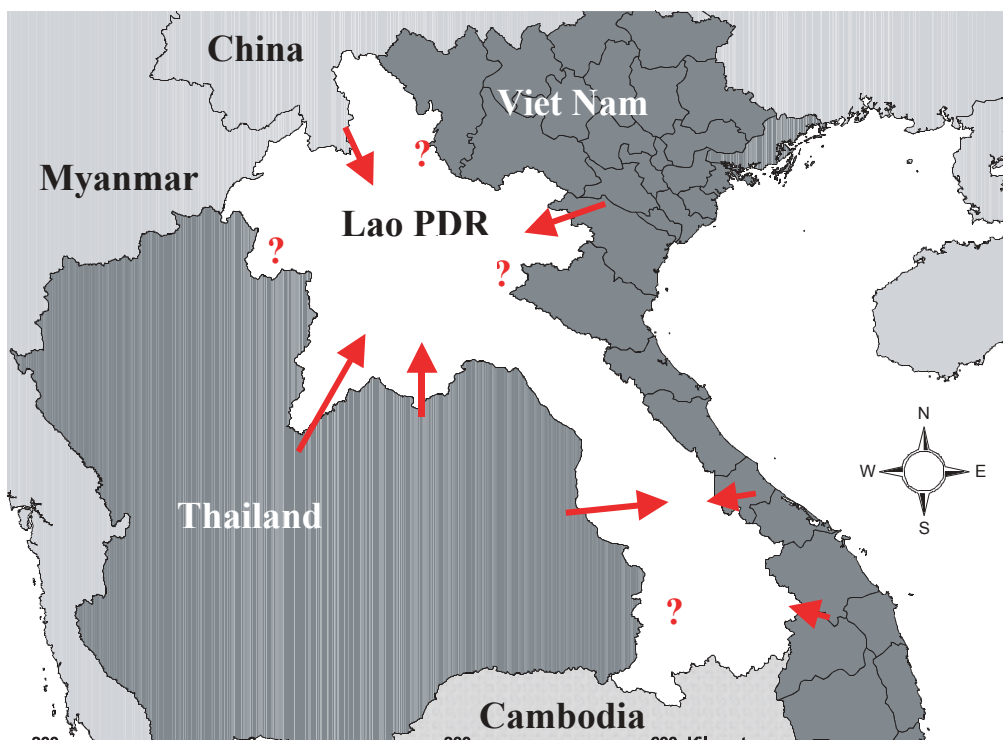 China
Viet Nam
?
Myanmar
Lao PDR
?
?
N
W E
S
Thailand
?
Cambodia